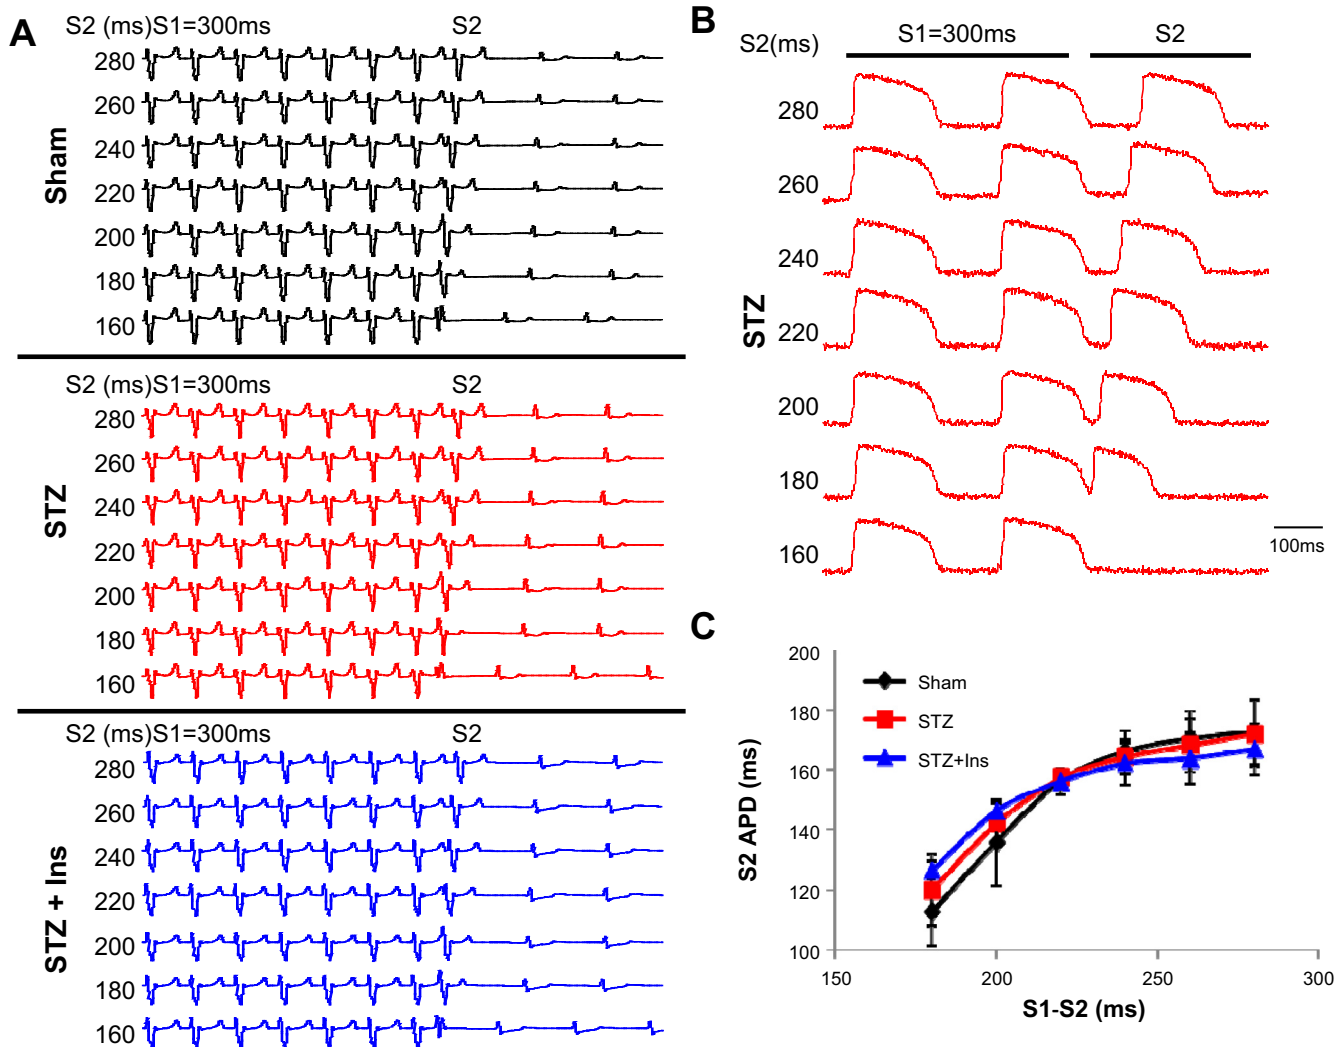 A
S2 (ms)S1=300ms S2
Sham
280
260
240
220
200
180
160
S2 (ms)S1=300ms S2
STZ
280
260
240
220
200
180
160
S2 (ms)S1=300ms S2
STZ + Ins
280
260
240
220
200
180
160
B
S2(ms) S1=300ms S2
STZ
280
260
240
220
200
180
160
100ms
C
S2 APD (ms)
200
180
160
140
120
100
Sham
STZ
STZ+Ins
150 200 250 300
S1-S2 (ms)